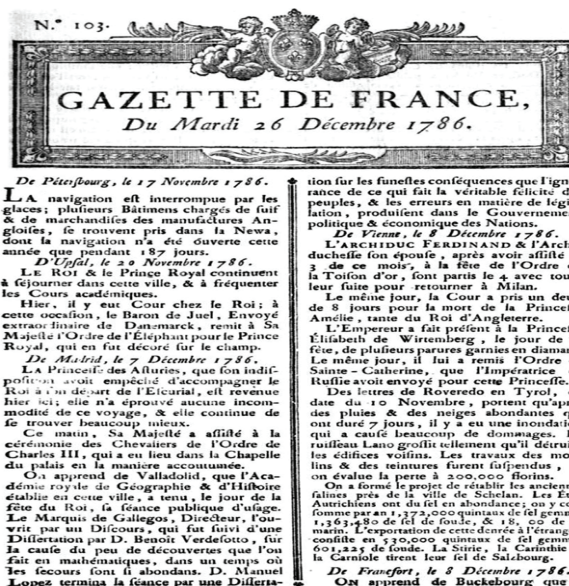 N.° 103.
GAZETTE DE FRANCE,
Du Mardi 26 Décembre 1786.
De Pétersbourg, le 17 Novembre 1786.
LA navigation est interrompue par les
glaces; plusieurs Bâtimens chargés de suif
& de marchandises des manufactures An-
gloises, se trouvent pris dans la Newa,
dont la navigation n'a été ouverte cette
année que pendant 187 jours.
D'Upsal, le 20 Novembre 1786.
LE ROI & le Prince Royal continuent
à séjourner dans cette ville, & à fréquenter
les Cours académiques.
Hier, il y eut Cour chez le Roi; à
cette occasion, le Baron de Juel, Envoyé
extraordinaire de Danemarck, remit à Sa
Majesté l'Ordre de l'Éléphant pour le Prince
Royal, qui en fut décoré sur le champ.
De Madrid, le 7 Décembre 1786.
LA Princesse des Asturies, que son indis-
position avoit empêché d'accompagner le
Roi à son départ de l'Escurial, est revenue
hier ici; elle n'a éprouvé aucune incom-
modité de ce voyage, & elle continue de
se trouver beaucoup mieux.
Ce matin, Sa Majesté a assisté à la
cérémonie des Chevaliers de l'Ordre de
Charles III, qui a eu lieu dans la Chapelle
du palais en la manière accoutumée.
On apprend de Valladolid, que l'Aca-
démie royale de Géographie & d'Histoire
établie en cette ville, a tenu, le jour de la
fête du Roi, sa séance publique d'usage.
Le Marquis de Gallegos, Directeur, l'ou-
vrit par un Discours, qui fut suivi d'une
Dissertation par D. Benoît Verdesotto, sur
la cause du peu de découvertes que l'on
fait en mathématiques, dans un temps où
les secours sont si abondans. D. Manuel
Lopez termina la séance par une Disserta-
tion sur les funestes conséquences que l'igno
rance de ce qui fait la véritable félicité d
peuples, & les erreurs en matière de légi
lation, produisent dans le Gouverneme
politique & économique des Nations.
De Vienne, le 8 Décembre 1786.
L'ARCHIDUC FERDINAND & l'Arch
duchesse son épouse, après avoir assisté
3 de ce mois, à la fête de l'Ordre
la Toison d'or, sont partis le 4 avec tou
leur suite pour retourner à Milan.
Le même jour, la Cour a pris un deu
de 8 jours pour la mort de la Prince
Amélie, tante du Roi d'Angleterre.
L'Empereur a fait présent à la Prince
Élisabeth de Wirtemberg, le jour de
fête, de plusieurs parures garnies en diaman
Le même jour, il lui a remis l'Ordre
Sainte-Catherine, que l'Impératrice
Russie avoit envoyé pour cette Princesse.
Des lettres de Roveredo en Tyrol,
date du 10 Novembre, portent qu'apr
des pluies & des neiges abondantes q
ont duré 7 jours, il y a eu une inondatio
qui a causé beaucoup de dommages.
ruisseau Lano grossit tellement qu'il détrui
les édifices voisins. Les travaux des mo
lins & des teintures furent suspendus,
on évalue la perte à 200,000 florins.
On a formé le projet de rétablir les ancien
salines près de la ville de Schelan. Les É
Autrichiens ont du sel en abondance; on y co
somme par an 1,372,000 quintaux de sel gemm
1,363,480 de sel de soude, & 18, 00 de
marin. L'exportation de cette denrée à l'étrang
consiste en 530,000 quintaux de sel gemm
601,225 de soude. La Stirie, la Carinthie
la Carniole tirent leur sel de Salzbourg.
De Francfort, le 8 Décembre 1786.
ON apprend de Buckebourg que